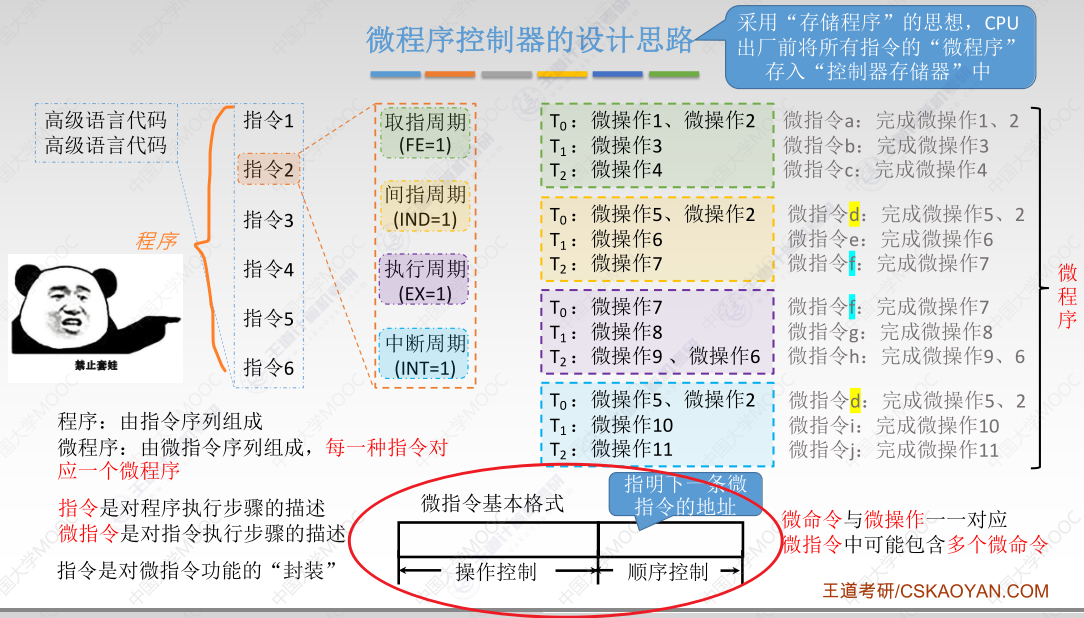 微程序控制器的设计思路
采用“存储程序”的思想，CPU
出厂前将所有指令的“微程序”
存入“控制器存储器”中
高级语言代码
高级语言代码
程序
指令1
指令2
指令3
指令4
指令5
指令6
禁止套娃
取指周期
(FE=1)
间指周期
(IND=1)
执行周期
(EX=1)
中断周期
(INT=1)
T0：微操作1、微操作2
T1：微操作3
T2：微操作4
T0：微操作5、微操作2
T1：微操作6
T2：微操作7
T0：微操作7
T1：微操作8
T2：微操作9 、微操作6
T0：微操作5、微操作2
T1：微操作10
T2：微操作11
微指令a：完成微操作1、2
微指令b：完成微操作3
微指令c：完成微操作4
微指令d：完成微操作5、2
微指令e：完成微操作6
微指令f：完成微操作7
微指令f：完成微操作7
微指令g：完成微操作8
微指令h：完成微操作9、6
微指令d：完成微操作5、2
微指令i：完成微操作10
微指令j：完成微操作11
微程序
程序：由指令序列组成
微程序：由微指令序列组成，每一种指令对
应一个微程序
指令是对程序执行步骤的描述
微指令是对指令执行步骤的描述
指令是对微指令功能的“封装”
微指令基本格式
指明下一条微
指令的地址
操作控制
顺序控制
微命令与微操作一一对应
微指令中可能包含多个微命令
王道考研/CSKAOYAN.COM